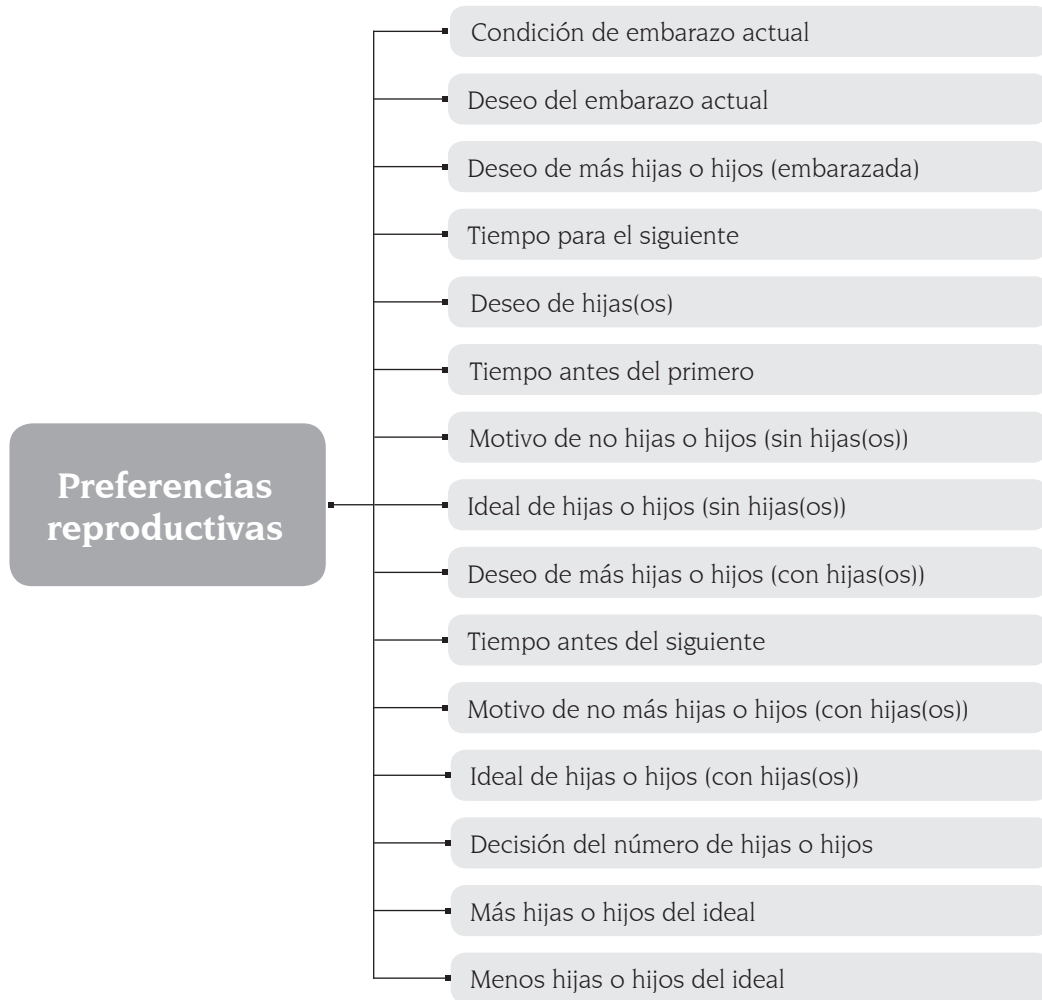 Condición de embarazo actual
Deseo del embarazo actual
Deseo de más hijas o hijos (embarazada)
Tiempo para el siguiente
Deseo de hijas(os)
Tiempo antes del primero
Motivo de no hijas o hijos (sin hijas(os))
Preferencias
reproductivas
Ideal de hijas o hijos (sin hijas(os))
Deseo de más hijas o hijos (con hijas(os))
Tiempo antes del siguiente
Motivo de no más hijas o hijos (con hijas(os))
Ideal de hijas o hijos (con hijas(os))
Decisión del número de hijas o hijos
Más hijas o hijos del ideal
Menos hijas o hijos del ideal